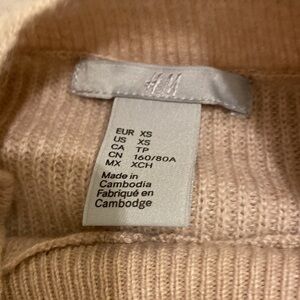 H&M
EUR XS
US XS
CA TP
CN 160/80A
MX XCH
Made in
Cambodia
Fabriqué en
Cambodge